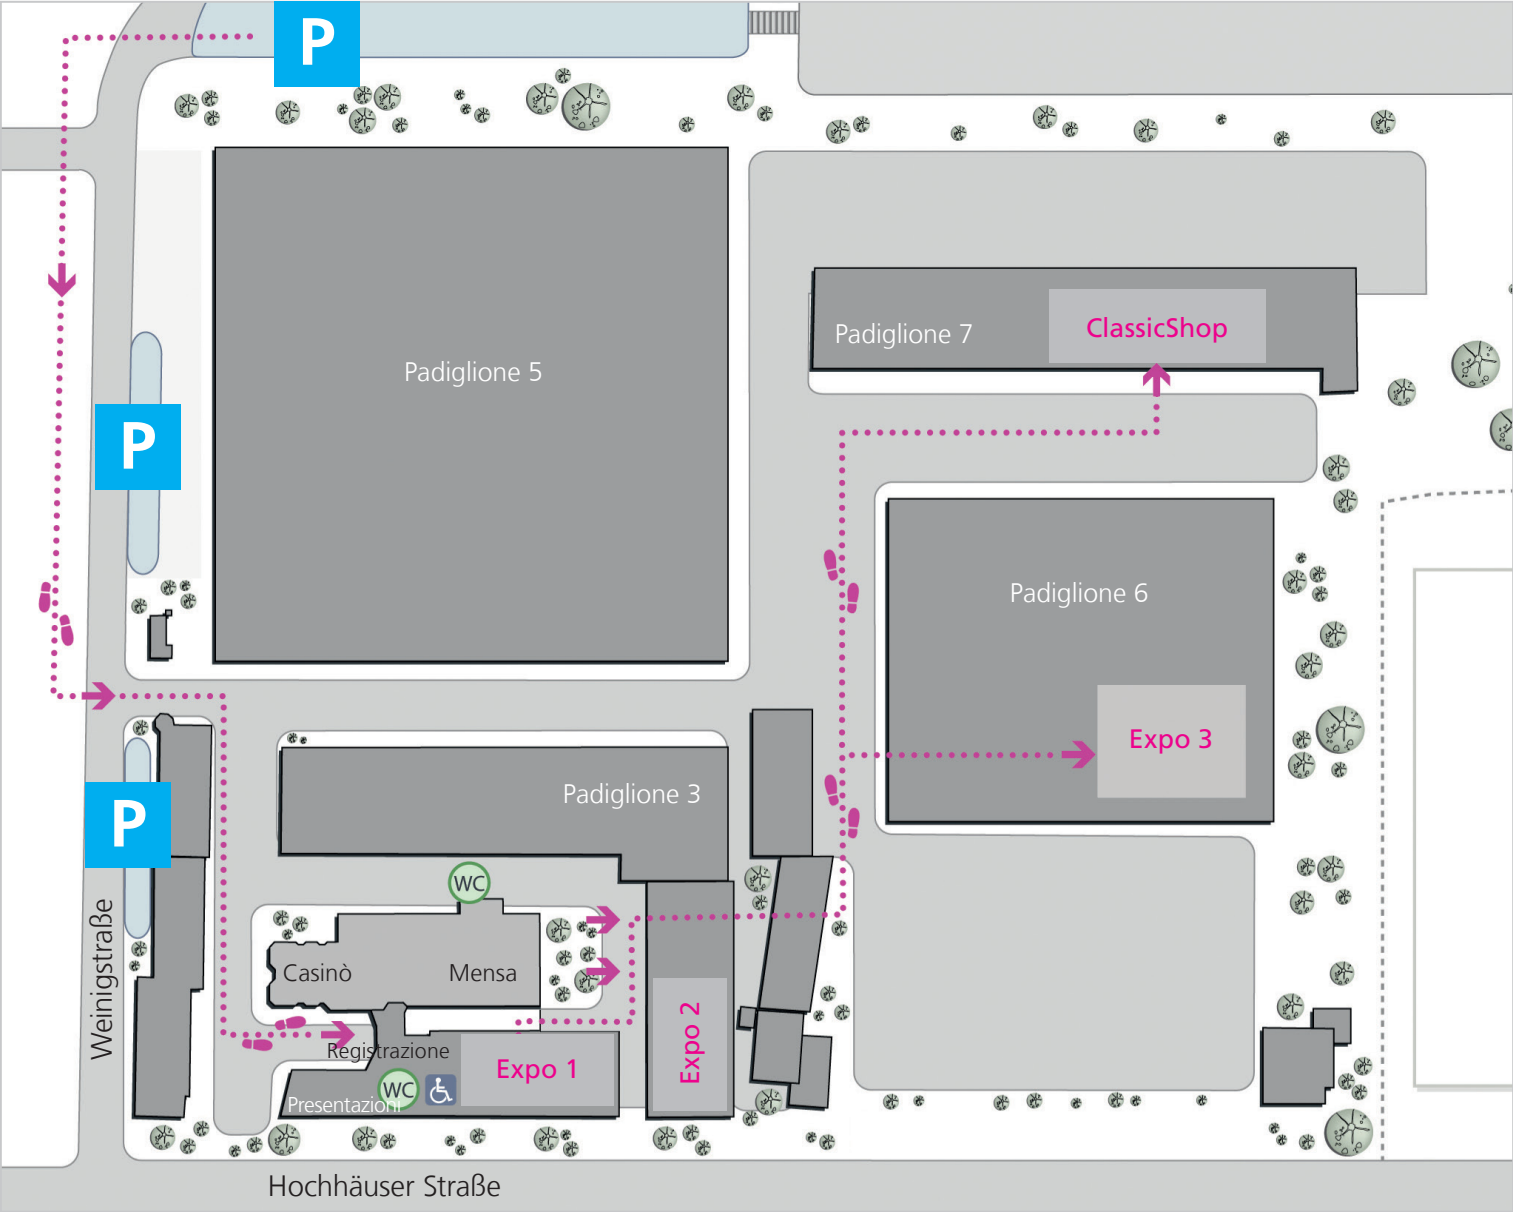 P
Padiglione 7
ClassicShop
Padiglione 5
P
Padiglione 6
Expo 3
Padiglione 3
P
WC
Weinigstraße
Casinò
Mensa
Registrazione
Expo 1
Expo 2
WC
Presentazioni
Hochhäuser Straße